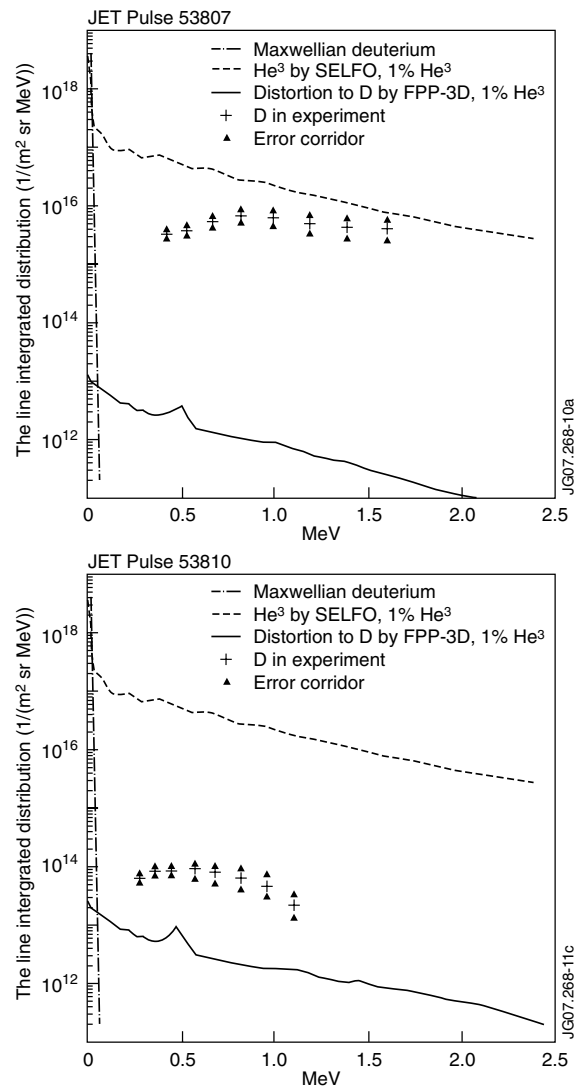 JET Pulse 53807
Maxwellian deuterium
He³ by SELFO, 1% He³
Distortion to D by FPP-3D, 1% He³
D in experiment
Error corridor
The line intergrated distribution (1/(m² sr MeV))
10¹⁸
10¹⁶
10¹⁴
10¹²
0 0.5 1.0 1.5 2.0 2.5
MeV
JG07.268-10a
JET Pulse 53810
Maxwellian deuterium
He³ by SELFO, 1% He³
Distortion to D by FPP-3D, 1% He³
D in experiment
Error corridor
The line intergrated distribution (1/(m² sr MeV))
10¹⁸
10¹⁶
10¹⁴
10¹²
0 0.5 1.0 1.5 2.0 2.5
MeV
JG07.268-11c